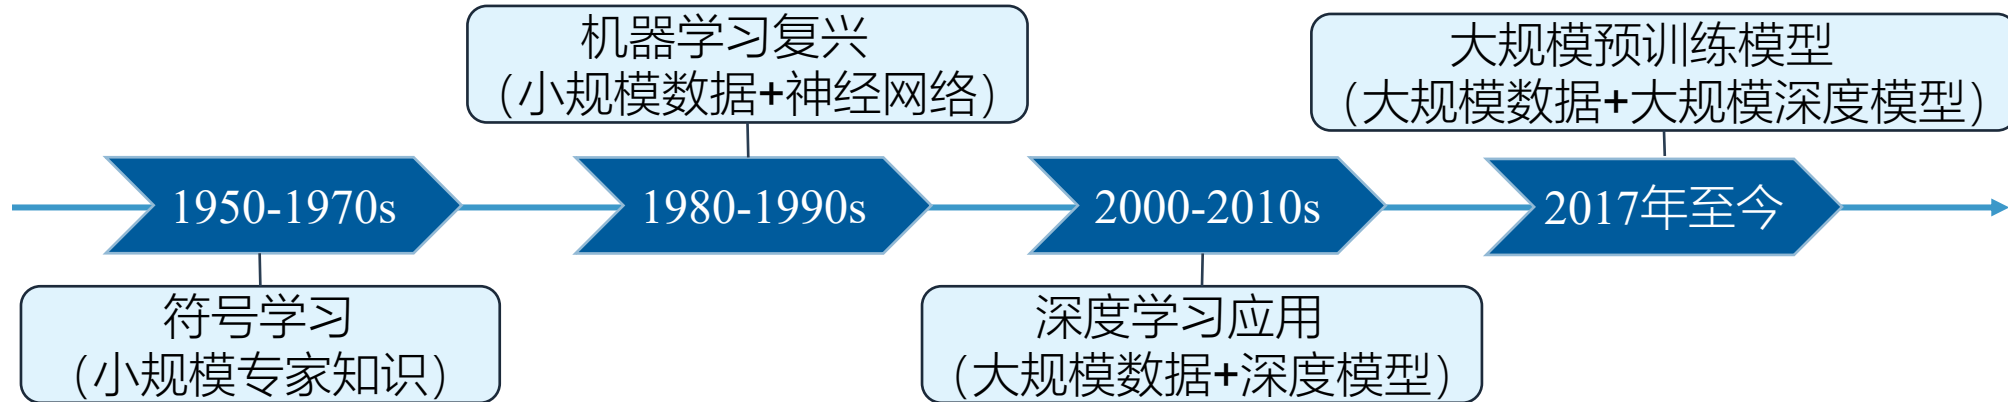 机器学习复兴
（小规模数据+神经网络）
大规模预训练模型
（大规模数据+大规模深度模型）
1950-1970s
1980-1990s
2000-2010s
2017年至今
符号学习
（小规模专家知识）
深度学习应用
（大规模数据+深度模型）